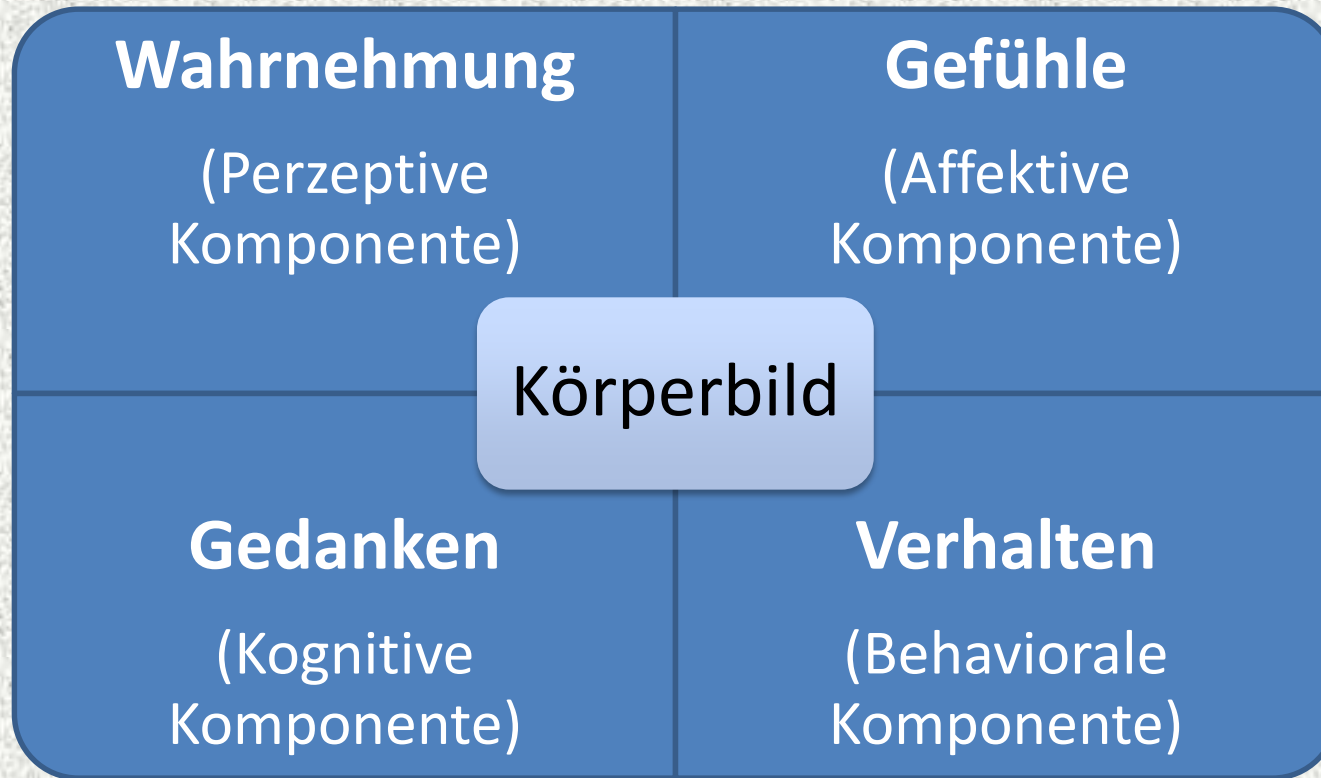 Wahrnehmung
(Perzeptive
Komponente)
Gefühle
(Affektive
Komponente)
Körperbild
Gedanken
(Kognitive
Komponente)
Verhalten
(Behaviorale
Komponente)